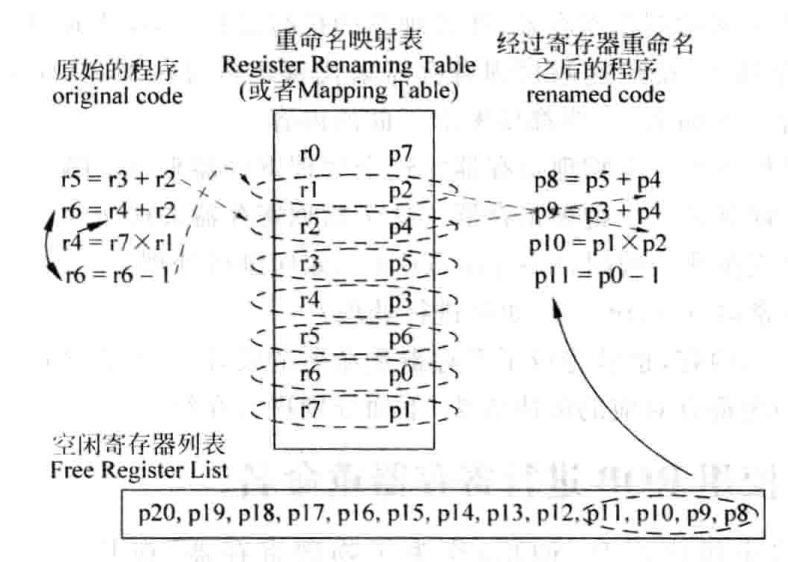 原始的程序
original code
r5 = r3 + r2
r6 = r4 + r2
r4 = r7 × r1
r6 = r6 − 1
重命名映射表
Register Renaming Table
(或者Mapping Table)
r0 p7
r1 p2
r2 p4
r3 p5
r4 p3
r5 p6
r6 p0
r7 p1
经过寄存器重命名
之后的程序
renamed code
p8 = p5 + p4
p9 = p3 + p4
p10 = p1 × p2
p11 = p0 − 1
空闲寄存器列表
Free Register List
p20, p19, p18, p17, p16, p15, p14, p13, p12, p11, p10, p9, p8